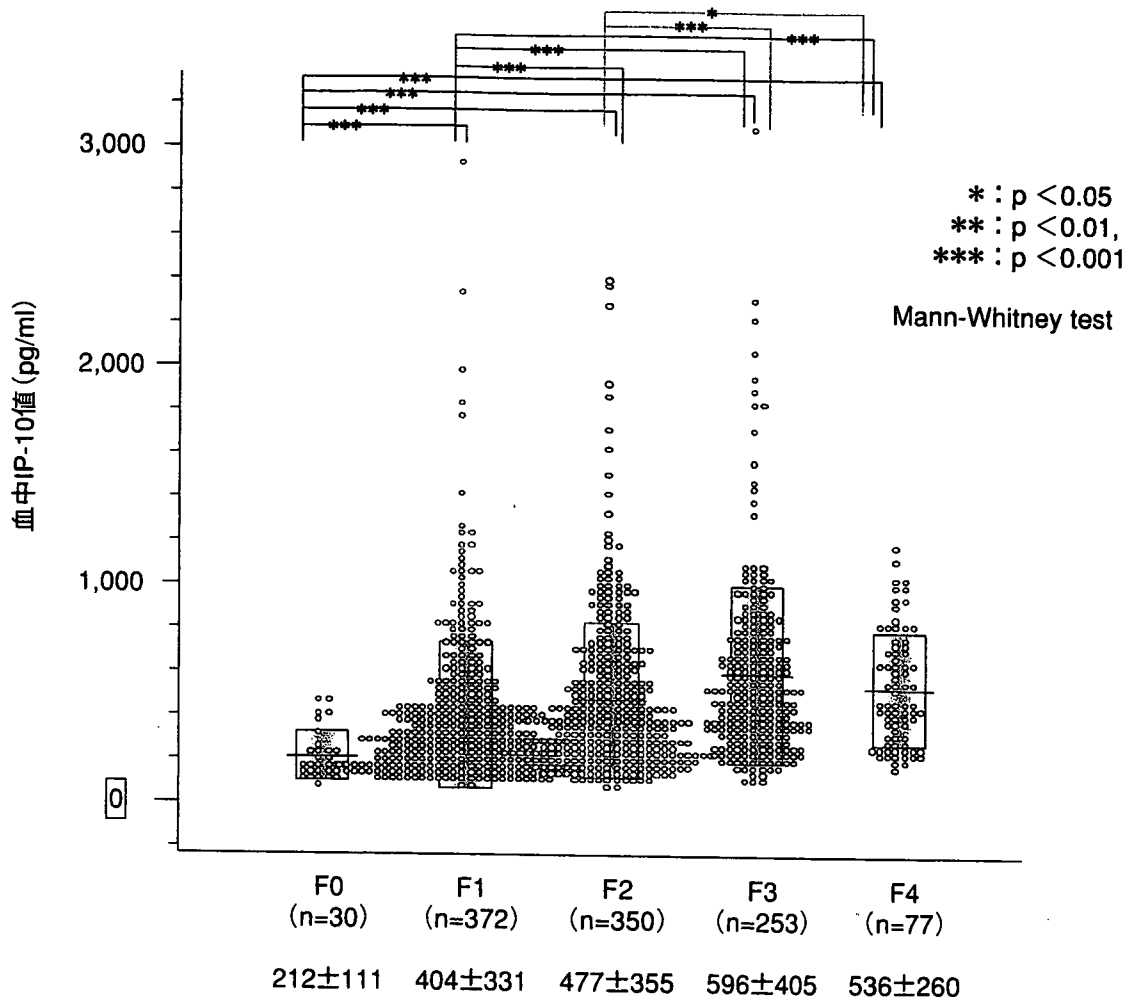 *
***
***
***
***
***
***
***
***
3,000
2,000
1,000
0
血中IP-10値(pg/ml)
*:p <0.05
**:p <0.01,
***:p <0.001
Mann-Whitney test
F0 F1 F2 F3 F4
(n=30) (n=372) (n=350) (n=253) (n=77)
212±111 404±331 477±355 596±405 536±260